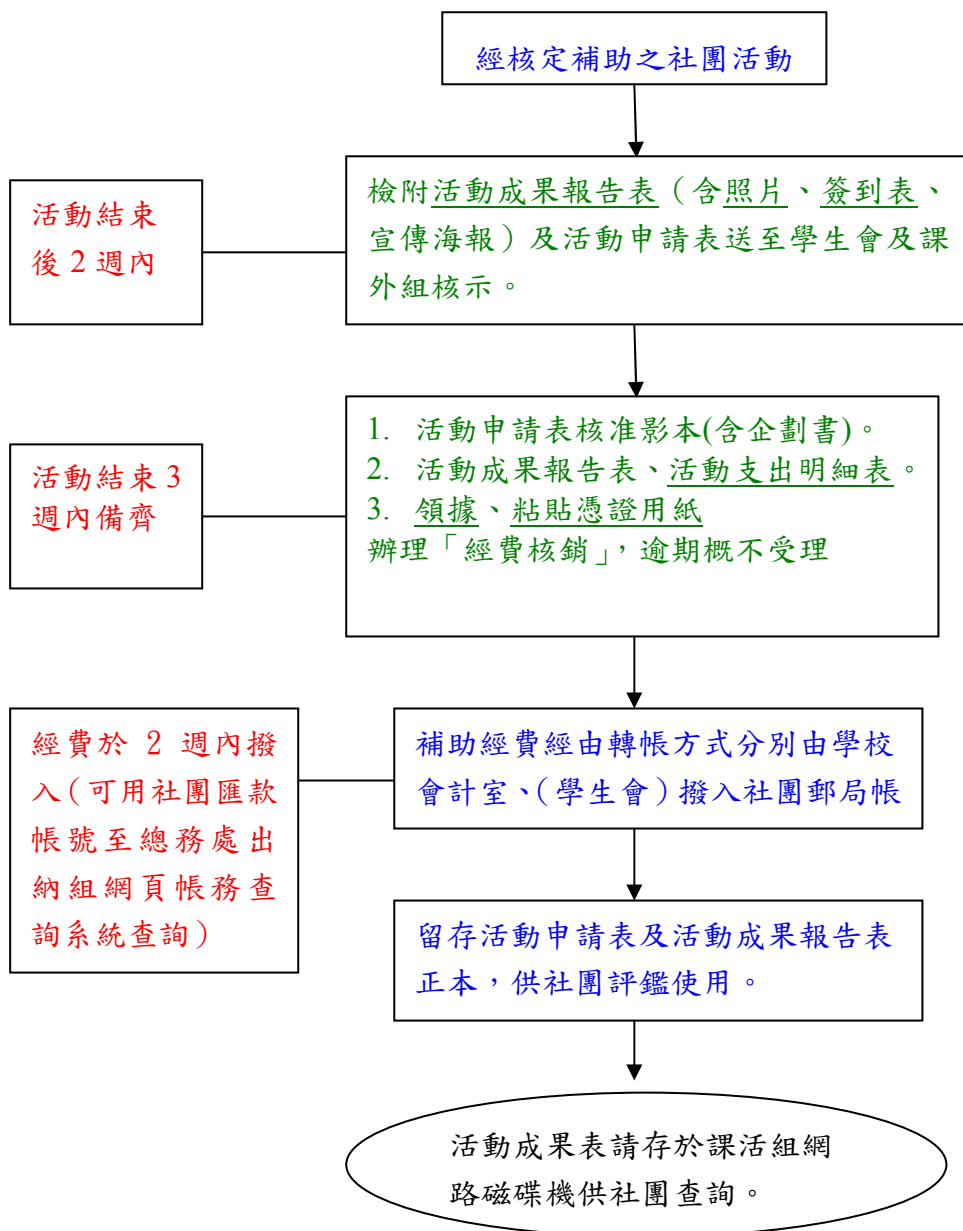 經核定補助之社團活動
活動結束
後 2 週內
檢附活動成果報告表（含照片、簽到表、
宣傳海報）及活動申請表送至學生會及課
外組核示。
活動結束 3
週內備齊
1. 活動申請表核准影本(含企劃書)。
2. 活動成果報告表、活動支出明細表。
3. 領據、粘貼憑證用紙
辦理「經費核銷」，逾期概不受理
經費於 2 週內撥
入（可用社團匯款
帳號至總務處出
納組網頁帳務查
詢系統查詢）
補助經費經由轉帳方式分別由學校
會計室、（學生會）撥入社團郵局帳
留存活動申請表及活動成果報告表
正本，供社團評鑑使用。
活動成果表請存於課活組網
路磁碟機供社團查詢。